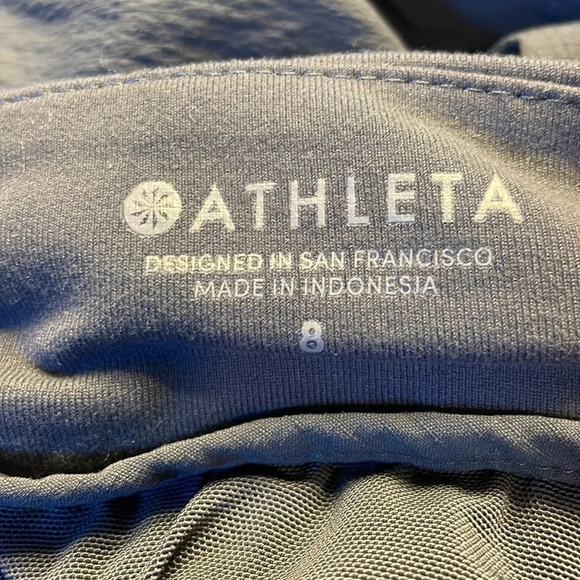 ATHLETA
DESIGNED IN SAN FRANCISCO
MADE IN INDONESIA
8